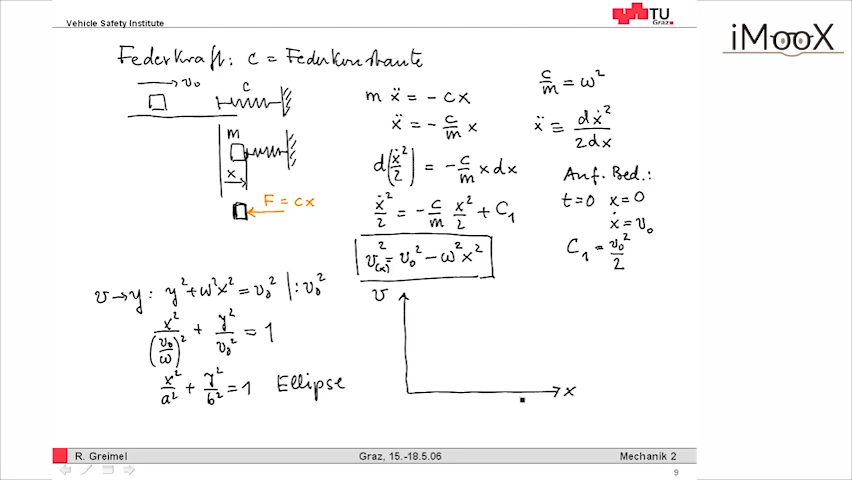 Vehicle Safety Institute
TU
Graz
iMooX
Federkraft: c = Federkonstante
v₀
c
m
x
F = cx
m ẍ = - cx
ẍ = - c/m x
d(ẋ²/2) = - c/m x dx
ẋ²/2 = - c/m x²/2 + C₁
v²(x) = v₀² - ω²x²
c/m = ω²
ẍ = dẋ²/2dx
Anf. Bed.:
t=0 x=0
ẋ = v₀
C₁ = v₀²/2
v→y: y² + ω²x² = v₀² |: v₀²
x²/(v₀/ω)² + y²/v₀² = 1
x²/a² + y²/b² = 1 Ellipse
v
x
R. Greimel
Graz, 15.-18.5.06
Mechanik 2
9